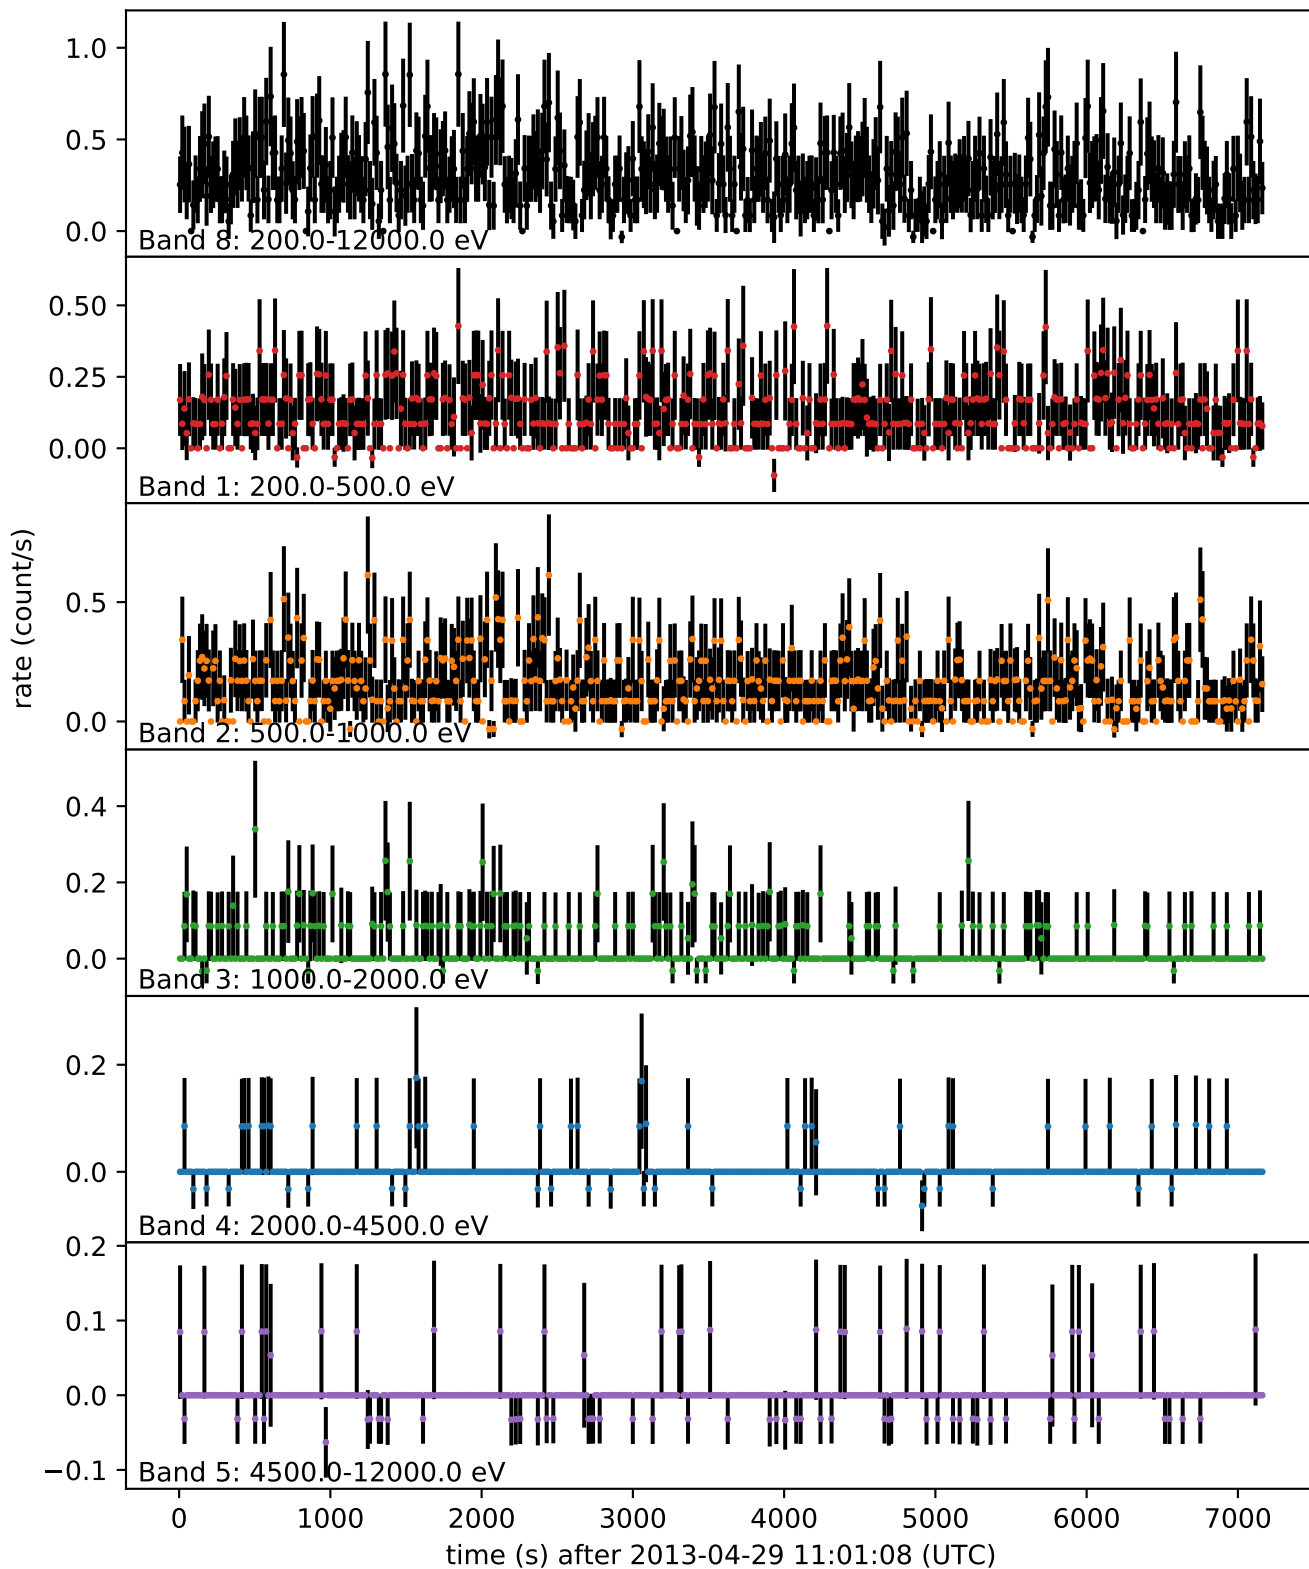 1.0
0.5
0.0
Band 8: 200.0-12000.0 eV
0.50
0.25
0.00
Band 1: 200.0-500.0 eV
0.5
0.0
Band 2: 500.0-1000.0 eV
rate (count/s)
0.4
0.2
0.0
Band 3: 1000.0-2000.0 eV
0.2
0.0
Band 4: 2000.0-4500.0 eV
0.2
0.1
0.0
−0.1
Band 5: 4500.0-12000.0 eV
0 1000 2000 3000 4000 5000 6000 7000
time (s) after 2013-04-29 11:01:08 (UTC)